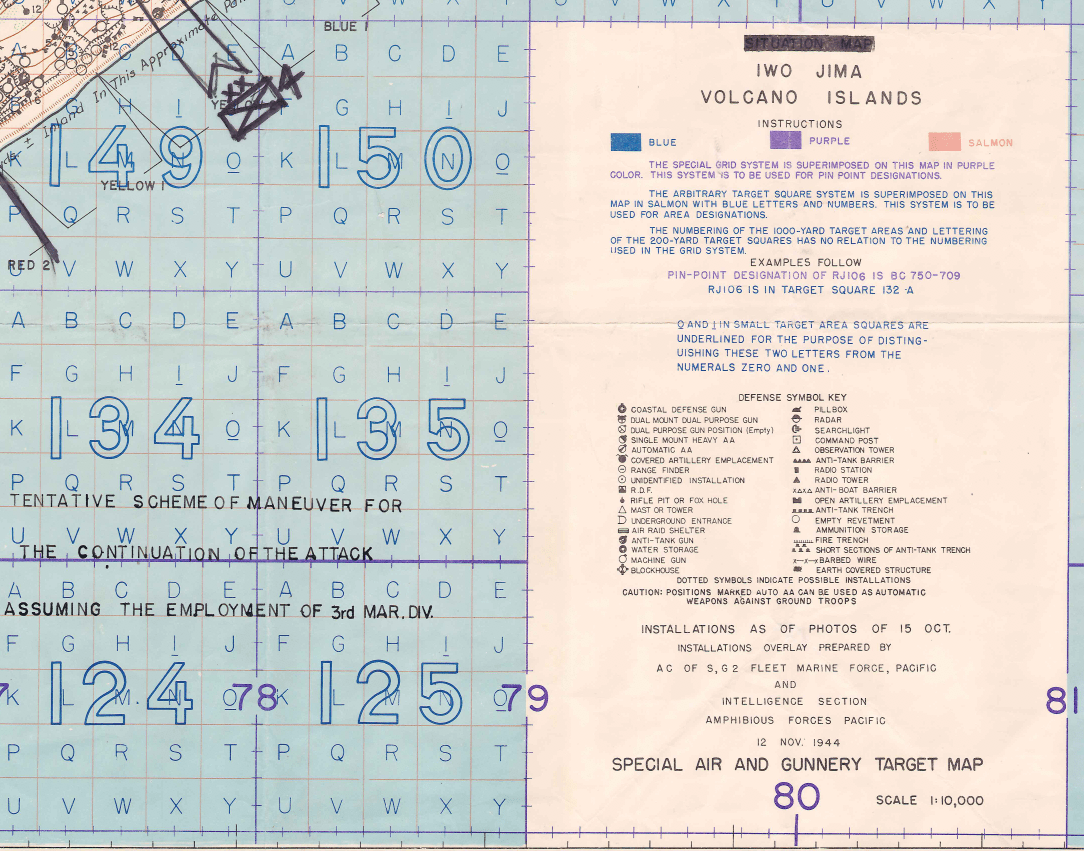 12
BLUE 1
A B C D E A B C D E
12
± Inland In This Approximate
G H I F G H I J
149 150
K L M N O K L M N O
YELLOW 1
P Q R S T P Q R S T
RED 2
V W X Y U V W X Y
A B C D E A B C D E
F G H I J F G H I J
134 135
K L M N O K L M N O
P Q R S T P Q R S T
TENTATIVE SCHEME OF MANEUVER FOR
U V W X Y U V W X Y
THE CONTINUATION OF THE ATTACK
A B C D E A B C D E
ASSUMING THE EMPLOYMENT OF 3rd MAR. DIV.
F G H I J F G H I J
124 125
K L M N O 78 K L M N O 79
P Q R S T P Q R S T
U V W X Y U V W X Y
SITUATION MAP
IWO JIMA
VOLCANO ISLANDS
INSTRUCTIONS
BLUE PURPLE SALMON
THE SPECIAL GRID SYSTEM IS SUPERIMPOSED ON THIS MAP IN PURPLE
COLOR. THIS SYSTEM IS TO BE USED FOR PIN POINT DESIGNATIONS.
THE ARBITRARY TARGET SQUARE SYSTEM IS SUPERIMPOSED ON THIS
MAP IN SALMON WITH BLUE LETTERS AND NUMBERS. THIS SYSTEM IS TO BE
USED FOR AREA DESIGNATIONS.
THE NUMBERING OF THE 1000-YARD TARGET AREAS AND LETTERING
OF THE 200-YARD TARGET SQUARES HAS NO RELATION TO THE NUMBERING
USED IN THE GRID SYSTEM.
EXAMPLES FOLLOW
PIN-POINT DESIGNATION OF RJ106 IS BC 750-709
RJ106 IS IN TARGET SQUARE 132-A
O AND I IN SMALL TARGET AREA SQUARES ARE
UNDERLINED FOR THE PURPOSE OF DISTING-
UISHING THESE TWO LETTERS FROM THE
NUMERALS ZERO AND ONE.
DEFENSE SYMBOL KEY
COASTAL DEFENSE GUN PILLBOX
DUAL MOUNT DUAL PURPOSE GUN RADAR
DUAL PURPOSE GUN POSITION (Empty) SEARCHLIGHT
SINGLE MOUNT HEAVY AA COMMAND POST
AUTOMATIC AA OBSERVATION TOWER
COVERED ARTILLERY EMPLACEMENT ANTI-TANK BARRIER
RANGE FINDER RADIO STATION
UNIDENTIFIED INSTALLATION RADIO TOWER
R.D.F. ANTI-BOAT BARRIER
RIFLE PIT OR FOX HOLE OPEN ARTILLERY EMPLACEMENT
MAST OR TOWER ANTI-TANK TRENCH
UNDERGROUND ENTRANCE EMPTY REVETMENT
AIR RAID SHELTER AMMUNITION STORAGE
ANTI-TANK GUN FIRE TRENCH
WATER STORAGE SHORT SECTIONS OF ANTI-TANK TRENCH
MACHINE GUN BARBED WIRE
BLOCKHOUSE EARTH COVERED STRUCTURE
DOTTED SYMBOLS INDICATE POSSIBLE INSTALLATIONS
CAUTION: POSITIONS MARKED AUTO AA CAN BE USED AS AUTOMATIC
WEAPONS AGAINST GROUND TROOPS
INSTALLATIONS AS OF PHOTOS OF 15 OCT.
INSTALLATIONS OVERLAY PREPARED BY
AC OF S, G2 FLEET MARINE FORCE, PACIFIC
AND
INTELLIGENCE SECTION
81
AMPHIBIOUS FORCES PACIFIC
12 NOV. 1944
SPECIAL AIR AND GUNNERY TARGET MAP
80 SCALE 1:10,000